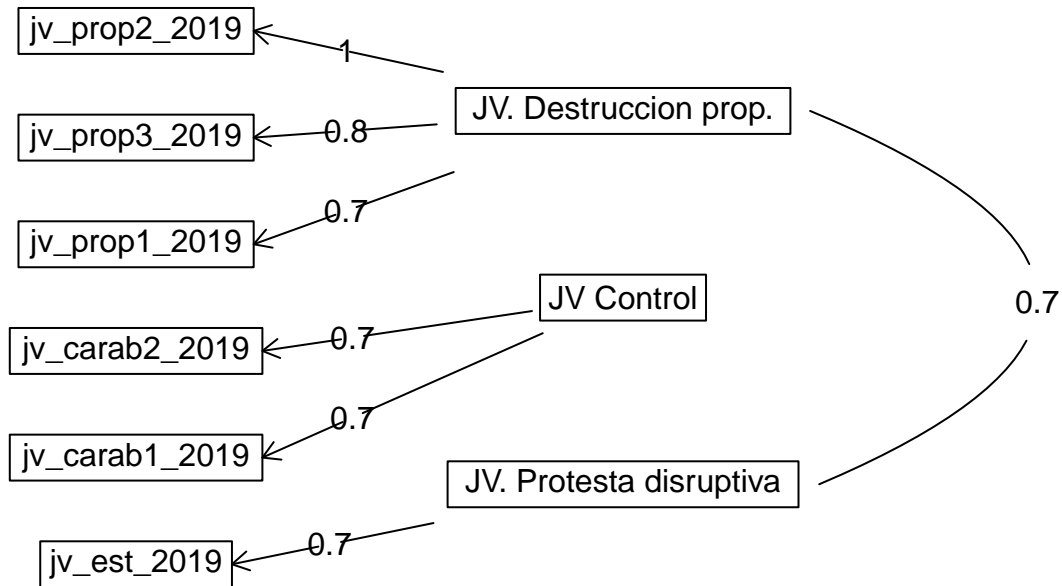 jv_prop2_2019
1
JV. Destruccion prop.
jv_prop3_2019
0.8
jv_prop1_2019
0.7
JV Control
0.7
jv_carab2_2019
0.7
jv_carab1_2019
0.7
JV. Protesta disruptiva
jv_est_2019
0.7